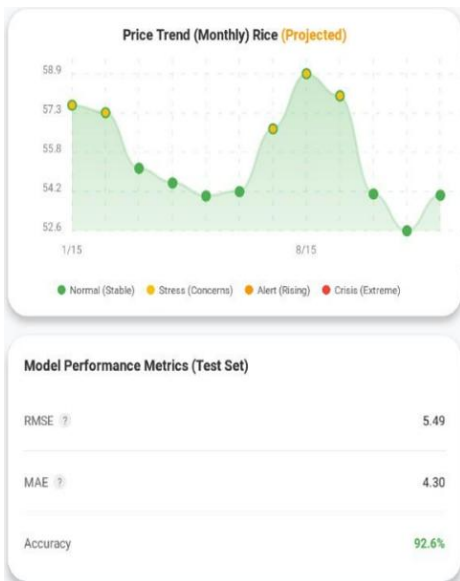 Price Trend (Monthly) Rice (Projected)
58.9
57.3
55.8
54.2
52.6
1/15 8/15
Normal (Stable) Stress (Concerns) Alert (Rising) Crisis (Extreme)
Model Performance Metrics (Test Set)
RMSE ? 5.49
MAE ? 4.30
Accuracy 92.6%